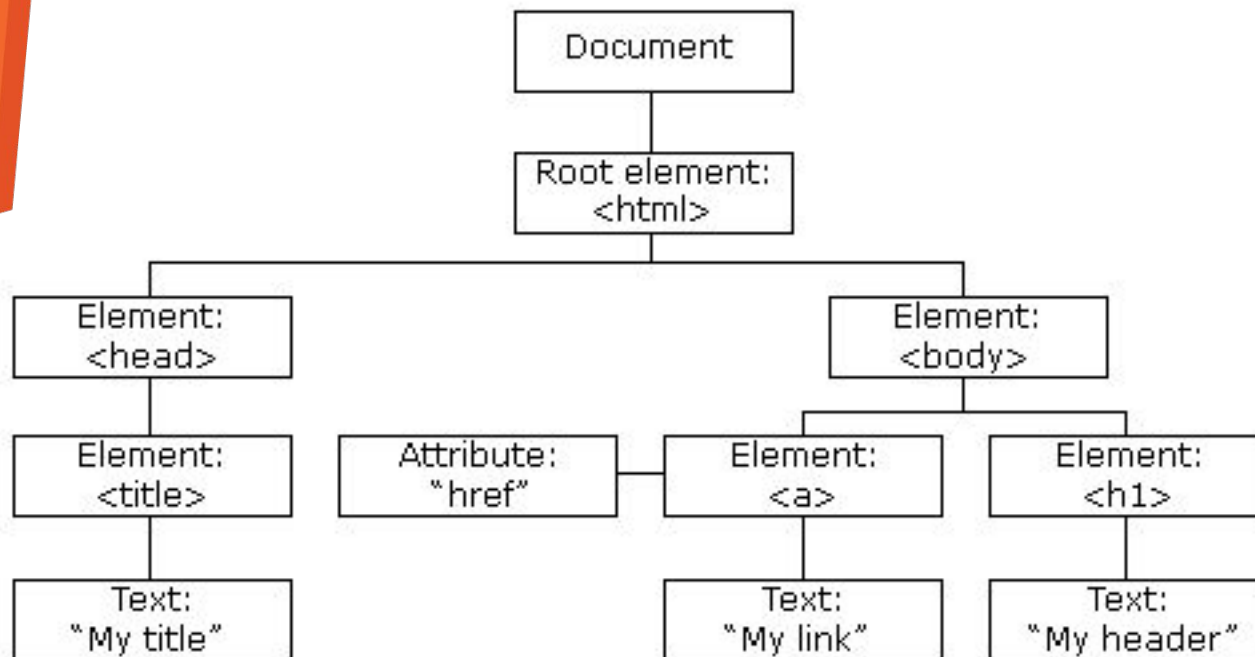 Document
Root element:
<html>
Element:
<head>
Element:
<body>
Element:
<title>
Attribute:
“href”
Element:
<a>
Element:
<h1>
Text:
“My title”
Text:
“My link”
Text:
“My header”